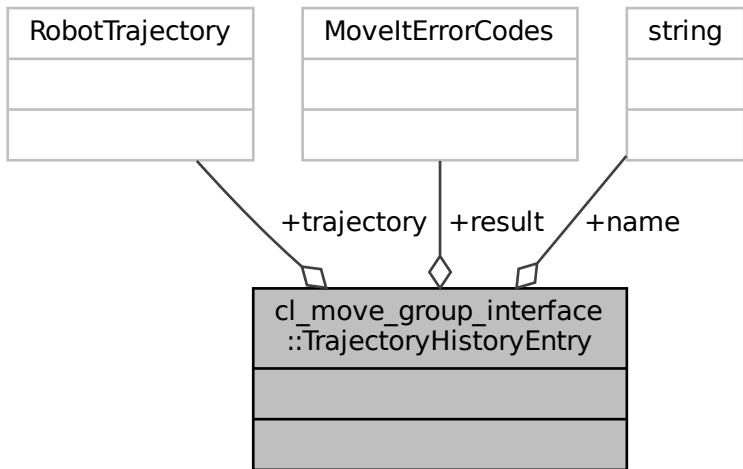 RobotTrajectory
MoveItErrorCodes
string
+trajectory
+result
+name
cl_move_group_interface
::TrajectoryHistoryEntry